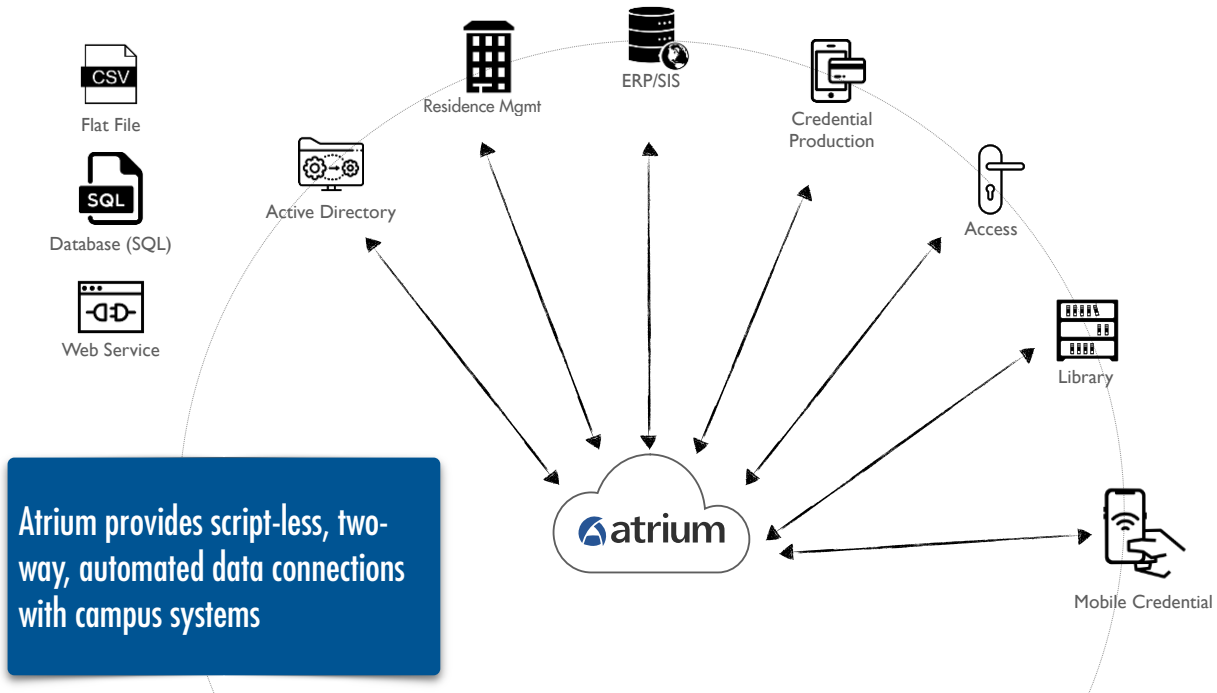 CSV
Flat File
SQL
Database (SQL)
Web Service
Active Directory
Residence Mgmt
ERP/SIS
Credential
Production
Access
Library
Mobile Credential
atrium
Atrium provides script-less, two-
way, automated data connections
with campus systems